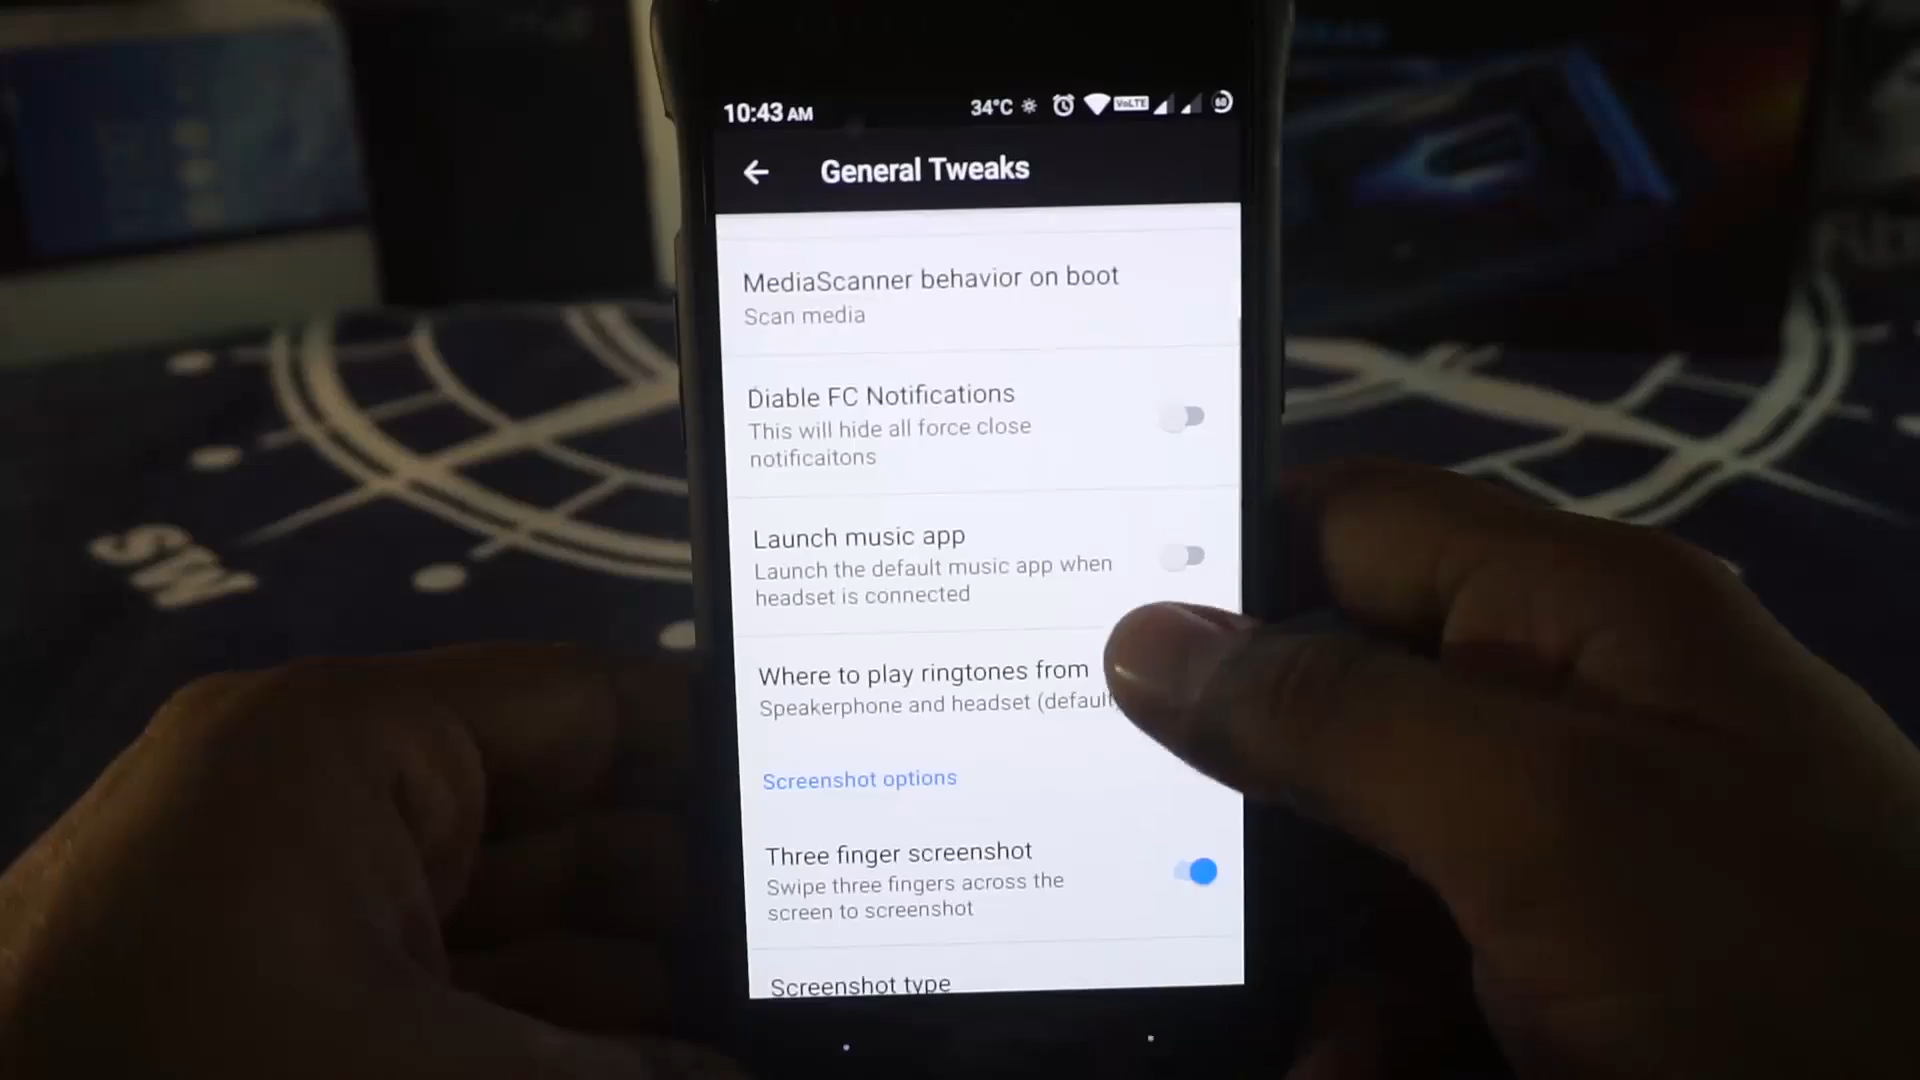 10:43 AM 34°C VoLTE 60
General Tweaks
MediaScanner behavior on boot
Scan media
Diable FC Notifications
This will hide all force close
notificaitons
Launch music app
Launch the default music app when
headset is connected
Where to play ringtones from
Speakerphone and headset (default
Screenshot options
Three finger screenshot
Swipe three fingers across the
screen to screenshot
Screenshot type
SW